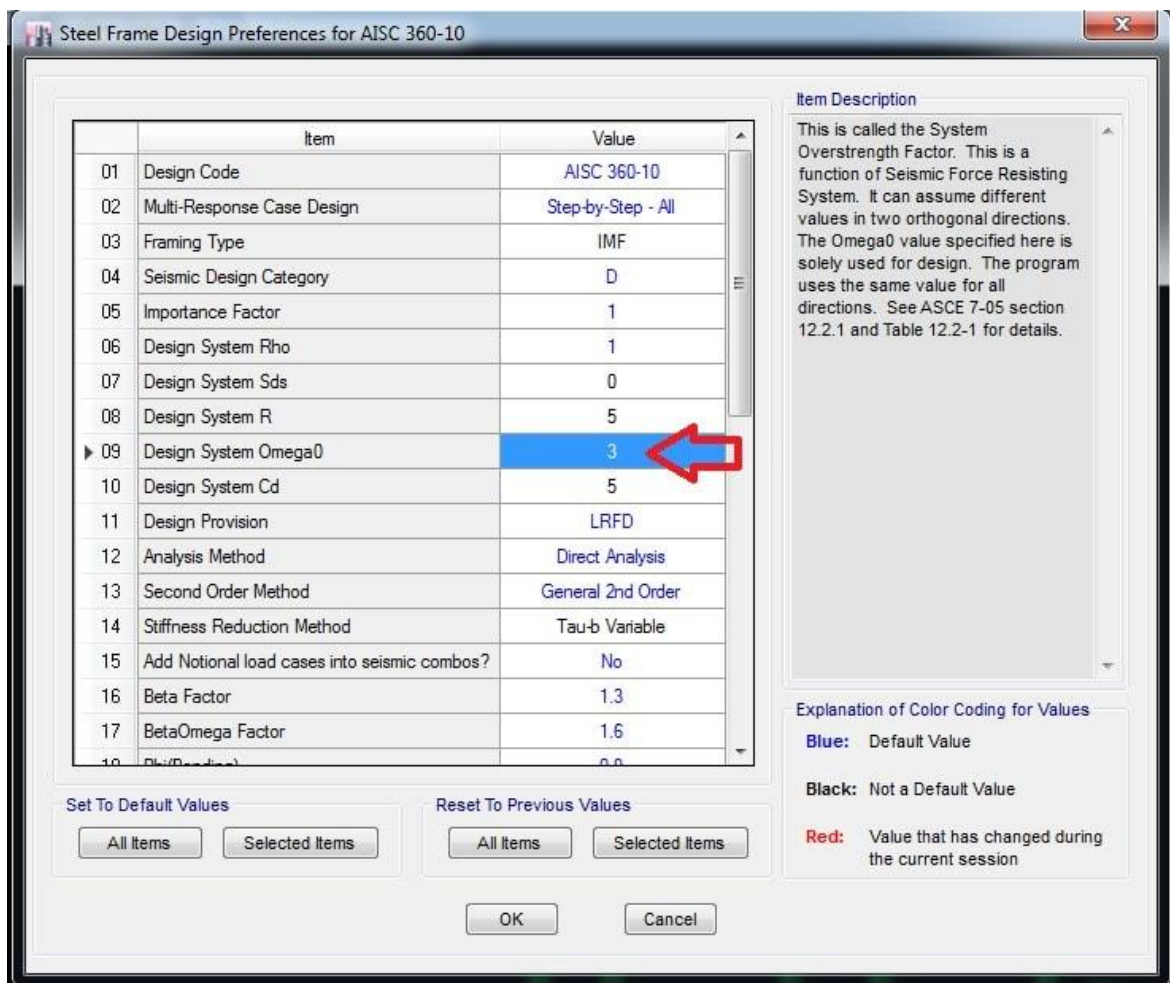 Steel Frame Design Preferences for AISC 360-10
Item Value
01 Design Code AISC 360-10
02 Multi-Response Case Design Step-by-Step - All
03 Framing Type IMF
04 Seismic Design Category D
05 Importance Factor 1
06 Design System Rho 1
07 Design System Sds 0
08 Design System R 5
09 Design System Omega0 3
10 Design System Cd 5
11 Design Provision LRFD
12 Analysis Method Direct Analysis
13 Second Order Method General 2nd Order
14 Stiffness Reduction Method Tau-b Variable
15 Add Notional load cases into seismic combos? No
16 Beta Factor 1.3
17 BetaOmega Factor 1.6
18 Phi(Bending) 0.9
Item Description
This is called the System
Overstrength Factor. This is a
function of Seismic Force Resisting
System. It can assume different
values in two orthogonal directions.
The Omega0 value specified here is
solely used for design. The program
uses the same value for all
directions. See ASCE 7-05 section
12.2.1 and Table 12.2-1 for details.
Explanation of Color Coding for Values
Blue: Default Value
Black: Not a Default Value
Red: Value that has changed during
the current session
Set To Default Values
All Items Selected Items
Reset To Previous Values
All Items Selected Items
OK Cancel